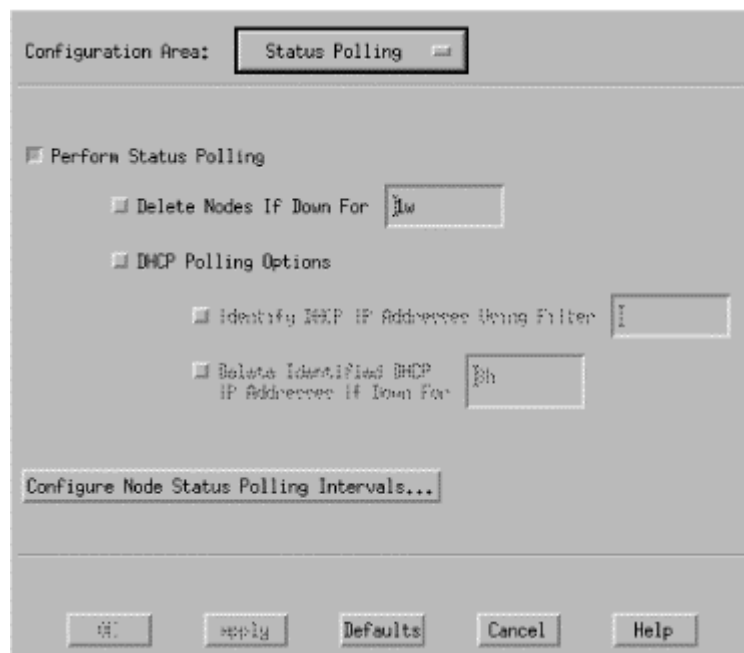 Configuration Area: Status Polling
Perform Status Polling
Delete Nodes If Down For 1w
DHCP Polling Options
Identify DHCP IP Addresses Using Filter
Delete Identified DHCP
IP Addresses If Down For
Configure Node Status Polling Intervals...
OK Apply Defaults Cancel Help